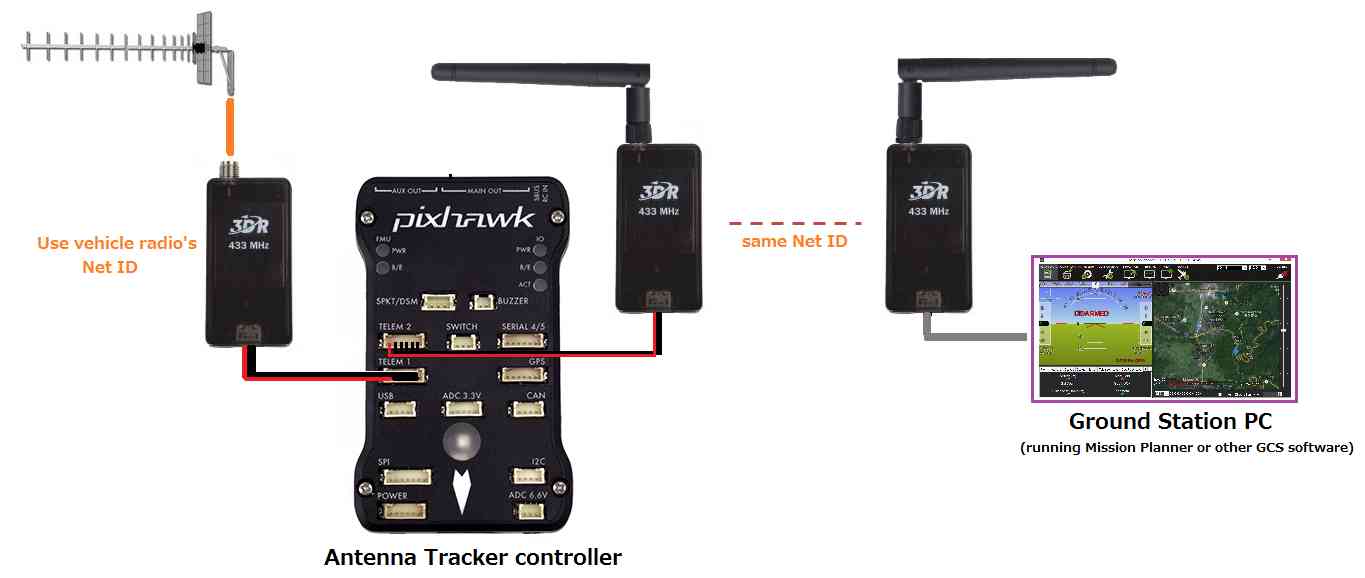 Use vehicle radio's
Net ID
3DR
433 MHz
AUX OUT
MAIN OUT
SBUS
RC IN
pixhawk
FMU
PWR
B/E
IO
PWR
B/E
ACT
SPKT/DSM
BUZZER
TELEM 2
SWITCH
SERIAL 4/5
TELEM 1
GPS
USB
ADC 3.3V
CAN
SPI
I2C
POWER
ADC 6.6V
Antenna Tracker controller
3DR
433 MHz
same Net ID
3DR
433 MHz
DISARMED
Ground Station PC
(running Mission Planner or other GCS software)